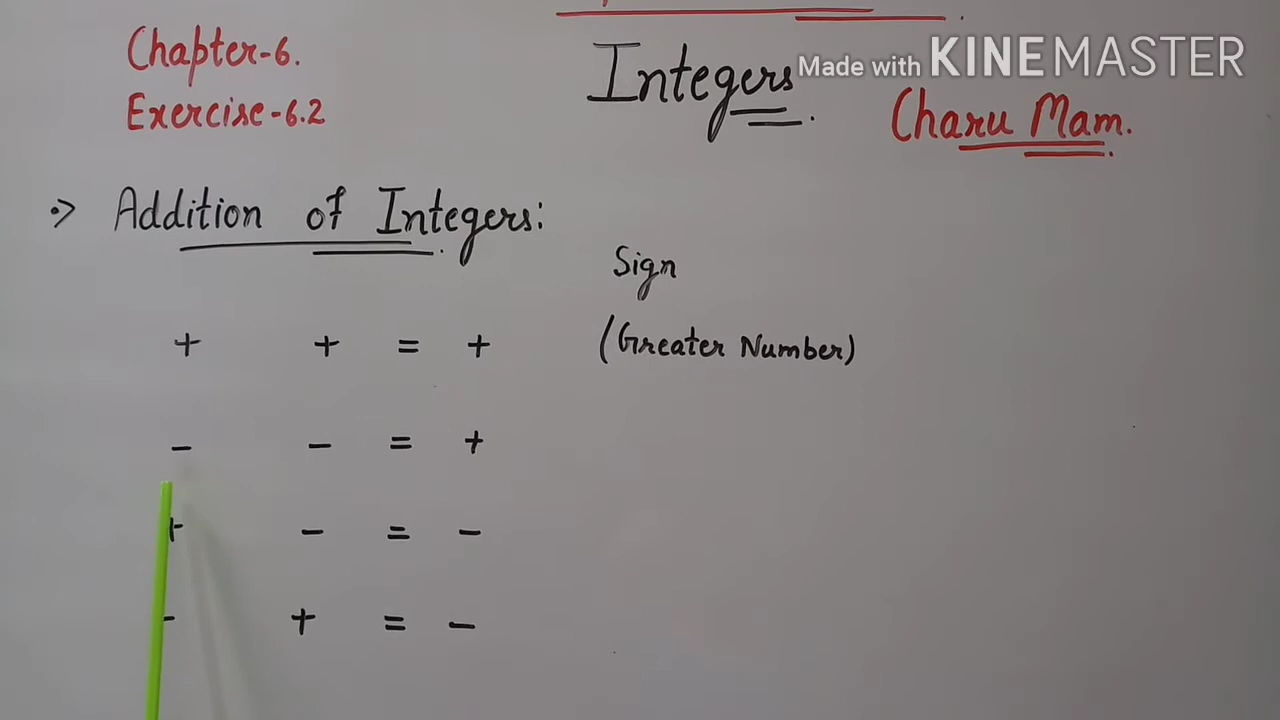 Chapter-6.
Exercise-6.2
Integers
Made with KINEMASTER
Charu Mam.
Addition of Integers:
Sign
(Greater Number)
+ + = +
- - = +
+ - = -
- + = -